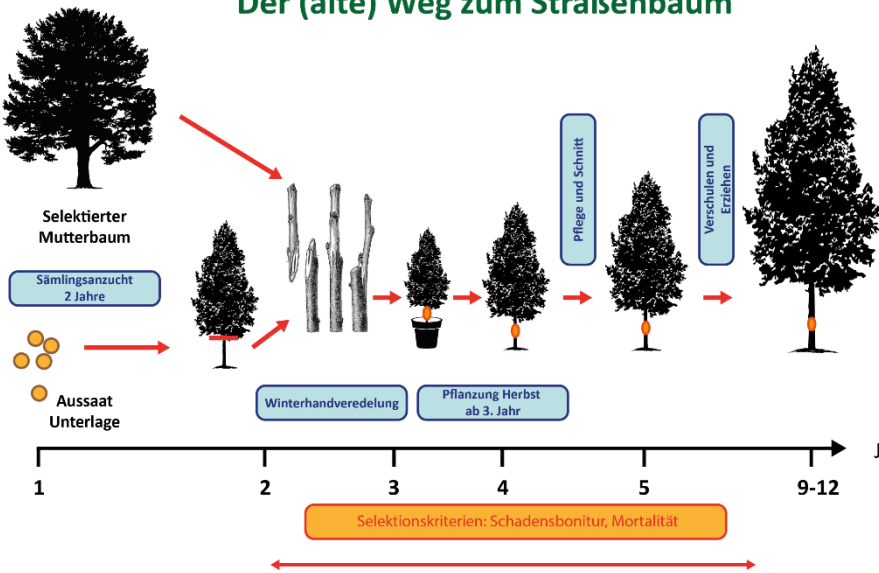 Der (alte) Weg zum Straßenbaum
Selektierter
Mutterbaum
Sämlingsanzucht
2 Jahre
Aussaat
Unterlage
Winterhandveredelung
Pflanzung Herbst
ab 3. Jahr
Pflege und Schnitt
Verschulen und
Erziehen
1
2
3
4
5
9-12
J
Selektionskriterien: Schadensbonitur, Mortalität